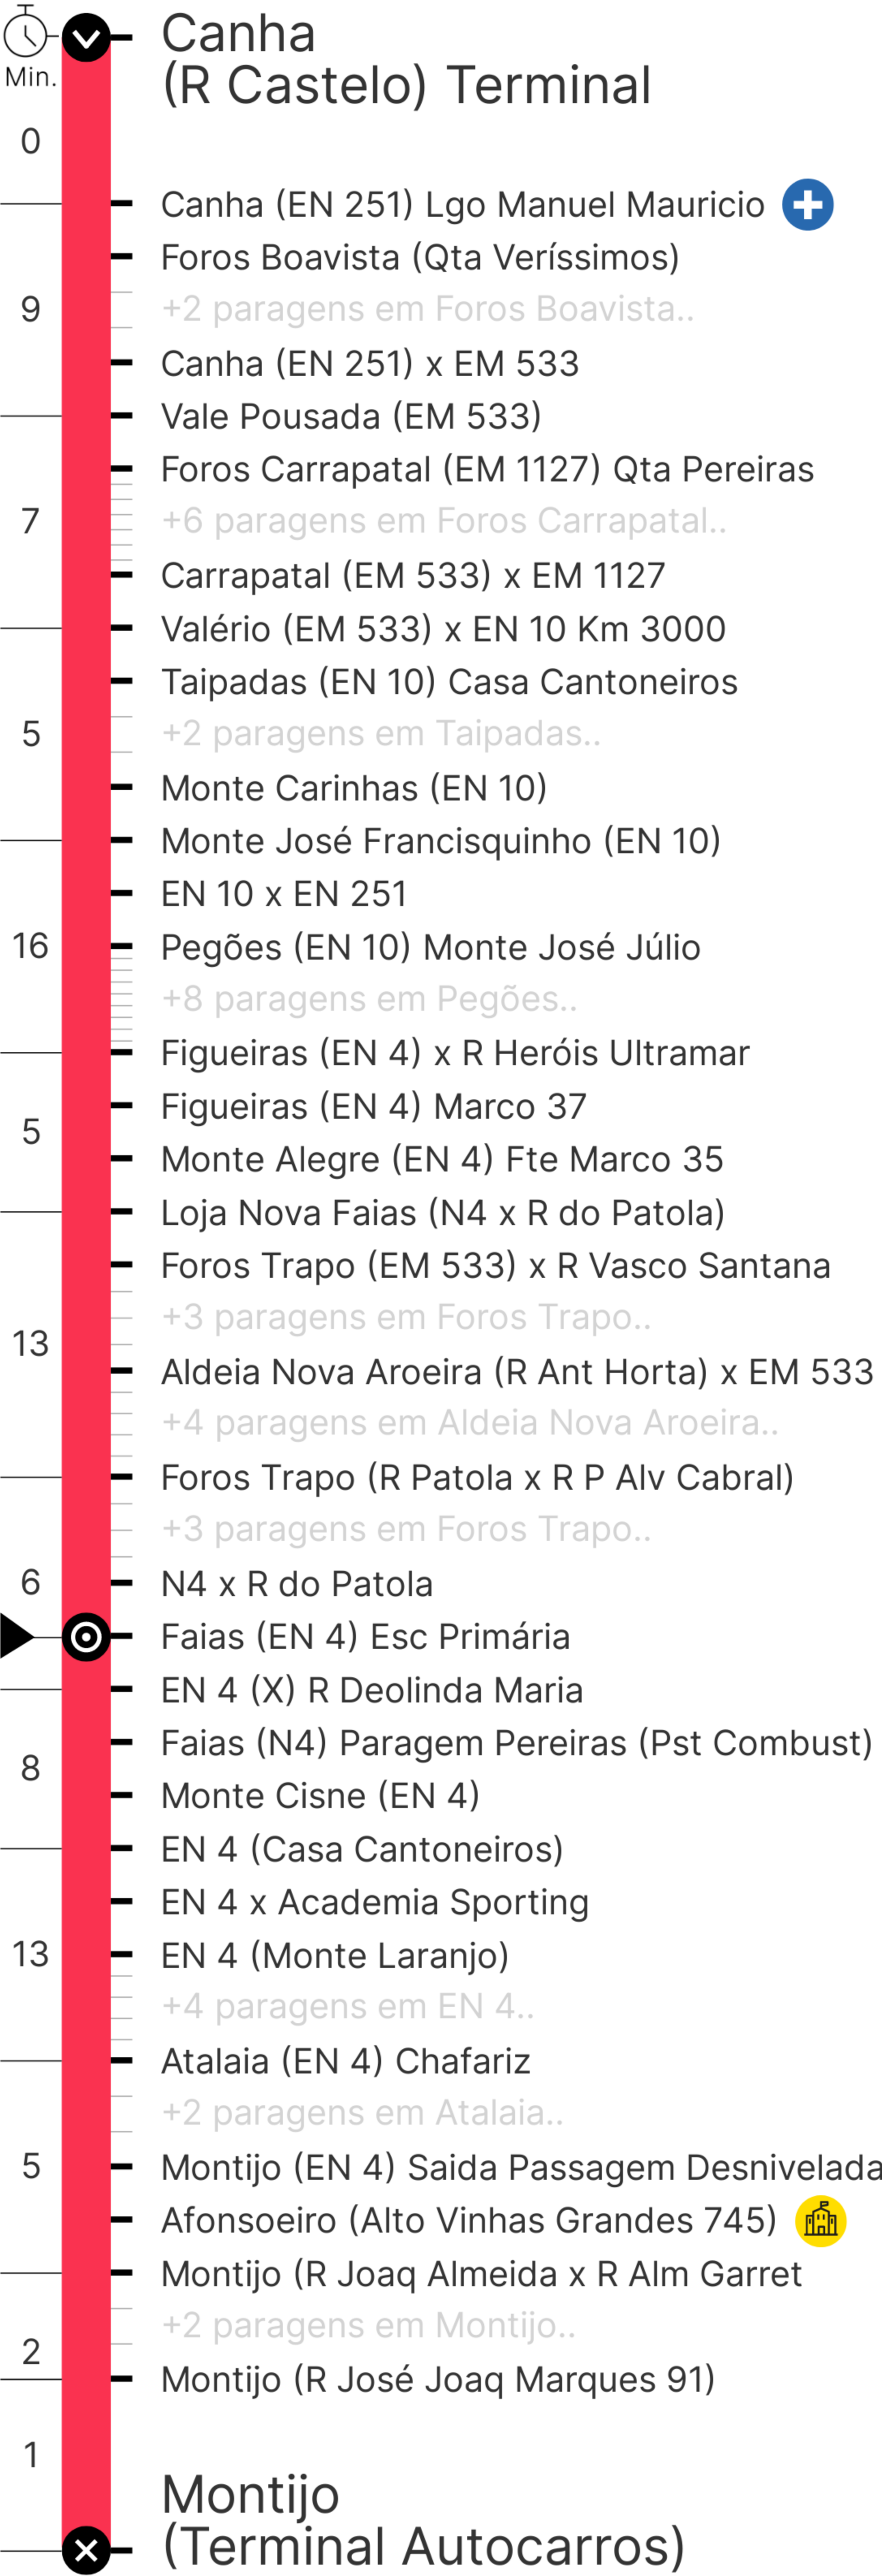 Canha
(R Castelo) Terminal
Min.
0
Canha (EN 251) Lgo Manuel Mauricio
Foros Boavista (Qta Veríssimos)
9
+2 paragens em Foros Boavista..
Canha (EN 251) x EM 533
Vale Pousada (EM 533)
Foros Carrapatal (EM 1127) Qta Pereiras
7
+6 paragens em Foros Carrapatal..
Carrapatal (EM 533) x EM 1127
Valério (EM 533) x EN 10 Km 3000
Taipadas (EN 10) Casa Cantoneiros
5
+2 paragens em Taipadas..
Monte Carinhas (EN 10)
Monte José Francisquinho (EN 10)
EN 10 x EN 251
16
Pegões (EN 10) Monte José Júlio
+8 paragens em Pegões..
Figueiras (EN 4) x R Heróis Ultramar
Figueiras (EN 4) Marco 37
5
Monte Alegre (EN 4) Fte Marco 35
Loja Nova Faias (N4 x R do Patola)
Foros Trapo (EM 533) x R Vasco Santana
+3 paragens em Foros Trapo..
13
Aldeia Nova Aroeira (R Ant Horta) x EM 533
+4 paragens em Aldeia Nova Aroeira..
Foros Trapo (R Patola x R P Alv Cabral)
+3 paragens em Foros Trapo..
6
N4 x R do Patola
Faias (EN 4) Esc Primária
EN 4 (X) R Deolinda Maria
Faias (N4) Paragem Pereiras (Pst Combust)
8
Monte Cisne (EN 4)
EN 4 (Casa Cantoneiros)
EN 4 x Academia Sporting
13
EN 4 (Monte Laranjo)
+4 paragens em EN 4..
Atalaia (EN 4) Chafariz
+2 paragens em Atalaia..
5
Montijo (EN 4) Saida Passagem Desnivelada
Afonsoeiro (Alto Vinhas Grandes 745)
Montijo (R Joaq Almeida x R Alm Garret
+2 paragens em Montijo..
2
Montijo (R José Joaq Marques 91)
1
Montijo
(Terminal Autocarros)